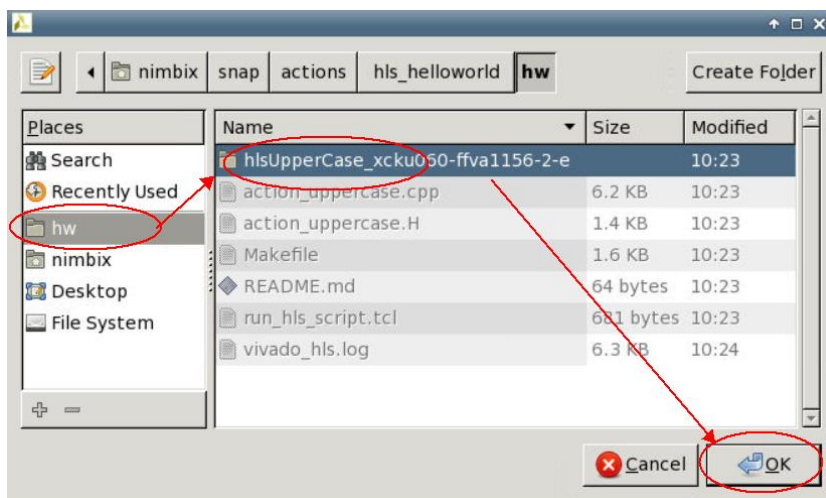 nimbix snap actions hls_helloworld hw Create Folder
Places Name Size Modified
Search hlsUpperCase_xcku060-ffva1156-2-e 10:23
Recently Used action_uppercase.cpp 6.2 KB 10:23
hw action_uppercase.H 1.4 KB 10:23
nimbix Makefile 1.6 KB 10:23
Desktop README.md 64 bytes 10:23
File System run_hls_script.tcl 681 bytes 10:23
vivado_hls.log 6.3 KB 10:24
Cancel OK